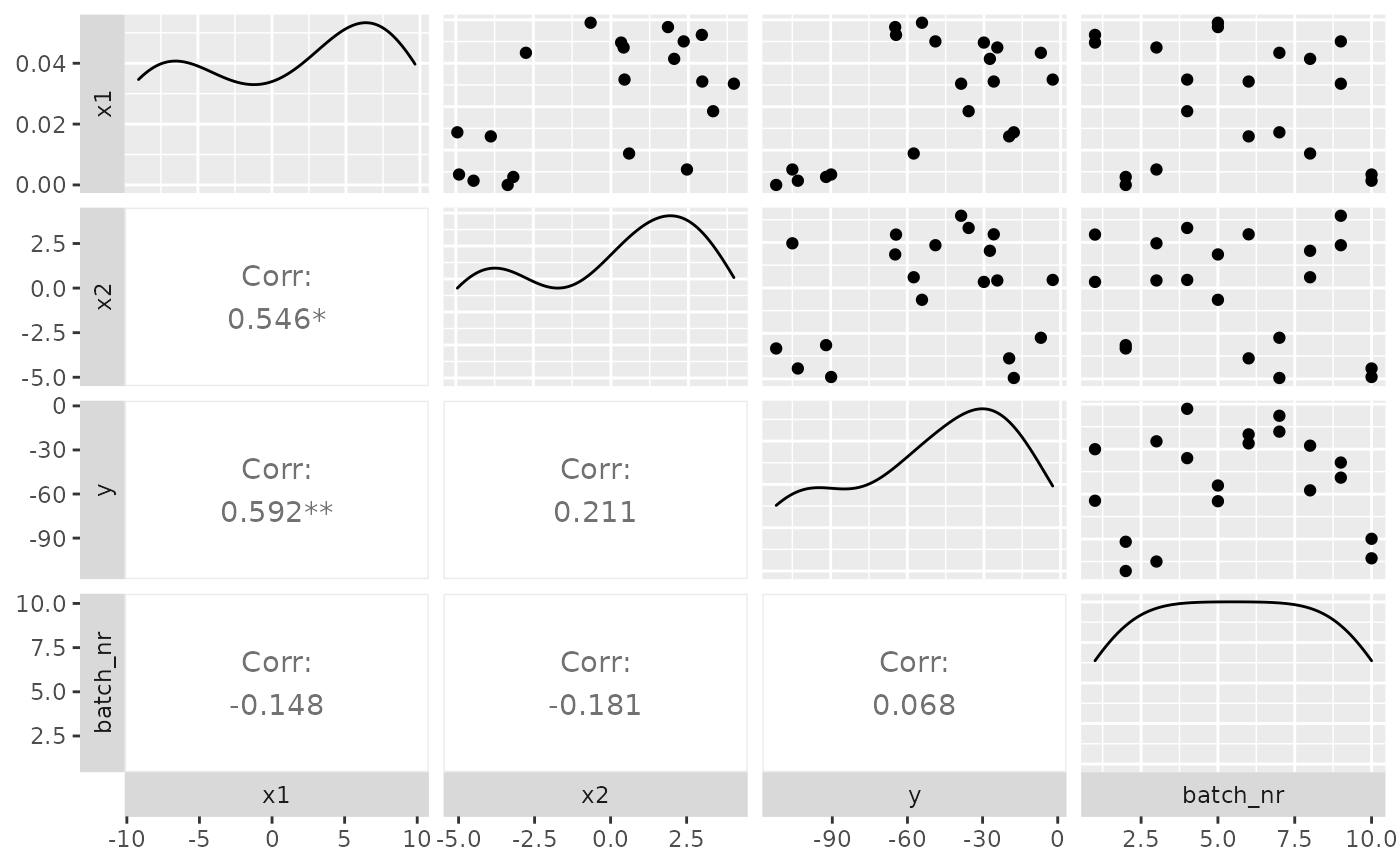 x1
0.04
0.02
0.00
x2
2.5
0.0
-2.5
-5.0
Corr:
0.546*
y
0
-30
-60
-90
Corr:
0.592**
Corr:
0.211
batch_nr
10.0
7.5
5.0
2.5
Corr:
-0.148
Corr:
-0.181
Corr:
0.068
x1 x2 y batch_nr
-10 -5 0 5 10 -5.0 -2.5 0.0 2.5 -90 -60 -30 0 2.5 5.0 7.5 10.0